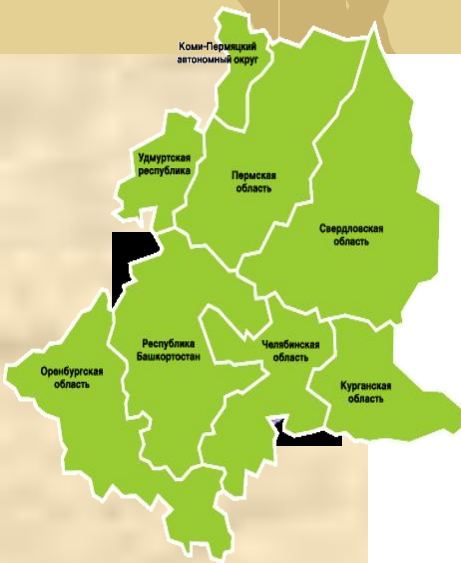 Коми-Пермяцкий
автономный округ
Удмуртская
республика
Пермская
область
Свердловская
область
Республика
Башкортостан
Челябинская
область
Оренбургская
область
Курганская
область